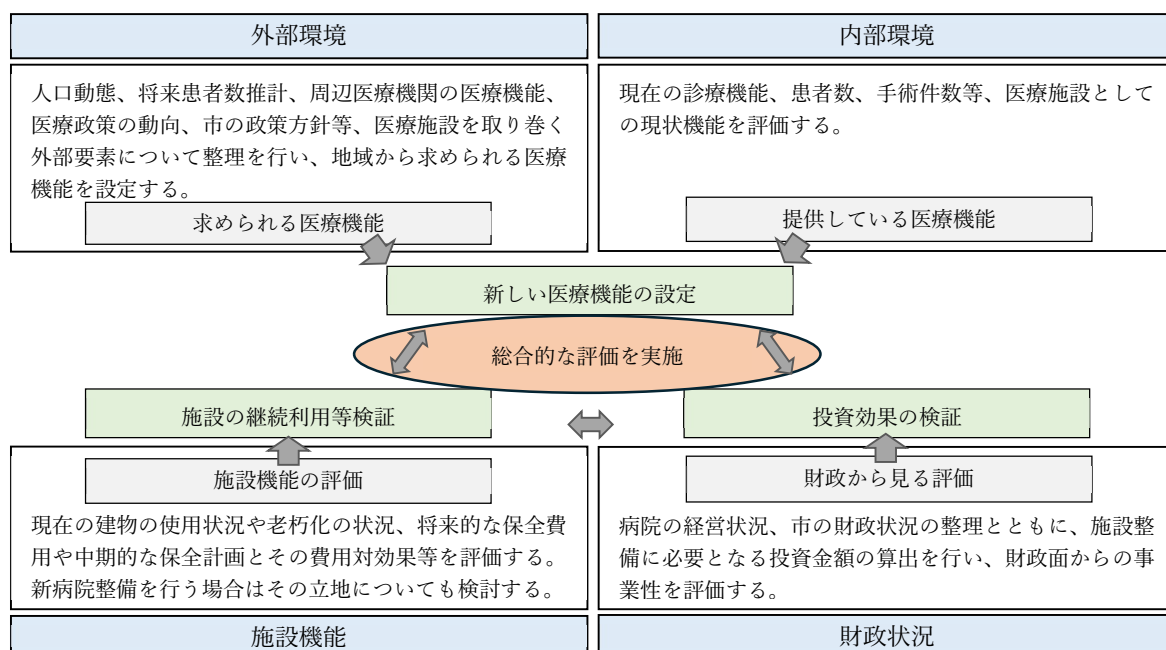 外部環境
内部環境
人口動態、将来患者数推計、周辺医療機関の医療機能、
医療政策の動向、市の政策方針等、医療施設を取り巻く
外部要素について整理を行い、地域から求められる医療
機能を設定する。
現在の診療機能、患者数、手術件数等、医療施設として
の現状機能を評価する。
求められる医療機能
提供している医療機能
新しい医療機能の設定
総合的な評価を実施
施設の継続利用等検証
投資効果の検証
施設機能の評価
財政から見る評価
現在の建物の使用状況や老朽化の状況、将来的な保全費
用や中期的な保全計画とその費用対効果等を評価する。
新病院整備を行う場合はその立地についても検討する。
病院の経営状況、市の財政状況の整理とともに、施設整
備に必要となる投資金額の算出を行い、財政面からの事
業性を評価する。
施設機能
財政状況